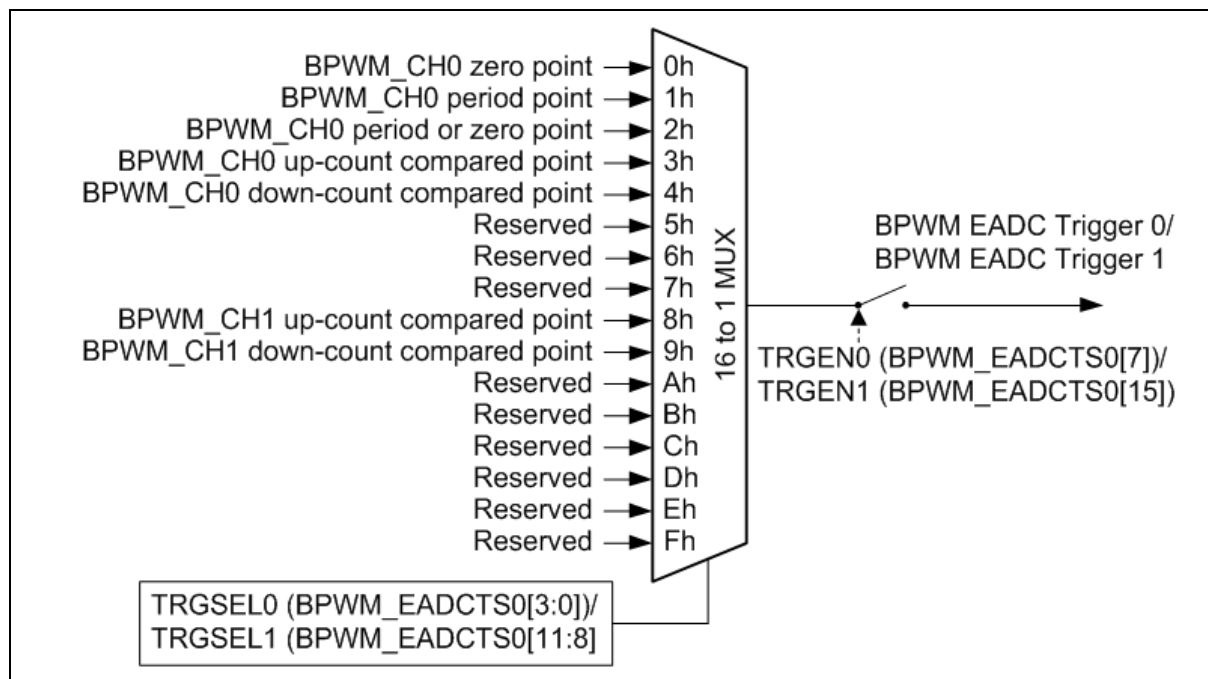 BPWM_CH0 zero point 0h
BPWM_CH0 period point 1h
BPWM_CH0 period or zero point 2h
BPWM_CH0 up-count compared point 3h
BPWM_CH0 down-count compared point 4h
Reserved 5h
Reserved 6h
Reserved 7h
BPWM_CH1 up-count compared point 8h
BPWM_CH1 down-count compared point 9h
Reserved Ah
Reserved Bh
Reserved Ch
Reserved Dh
Reserved Eh
Reserved Fh
16 to 1 MUX
BPWM EADC Trigger 0/
BPWM EADC Trigger 1
TRGEN0 (BPWM_EADCTS0[7])/
TRGEN1 (BPWM_EADCTS0[15])
TRGSEL0 (BPWM_EADCTS0[3:0])/
TRGSEL1 (BPWM_EADCTS0[11:8]